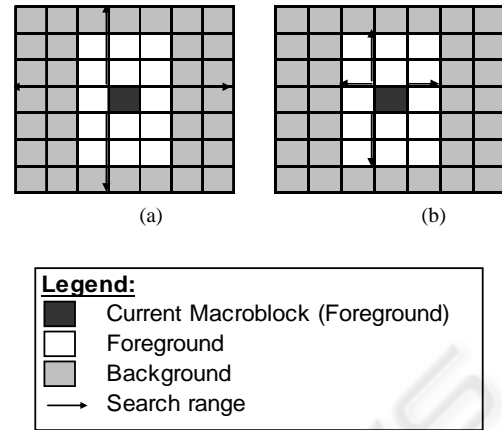 (a) (b)
Legend:
Current Macroblock (Foreground)
Foreground
Background
Search range